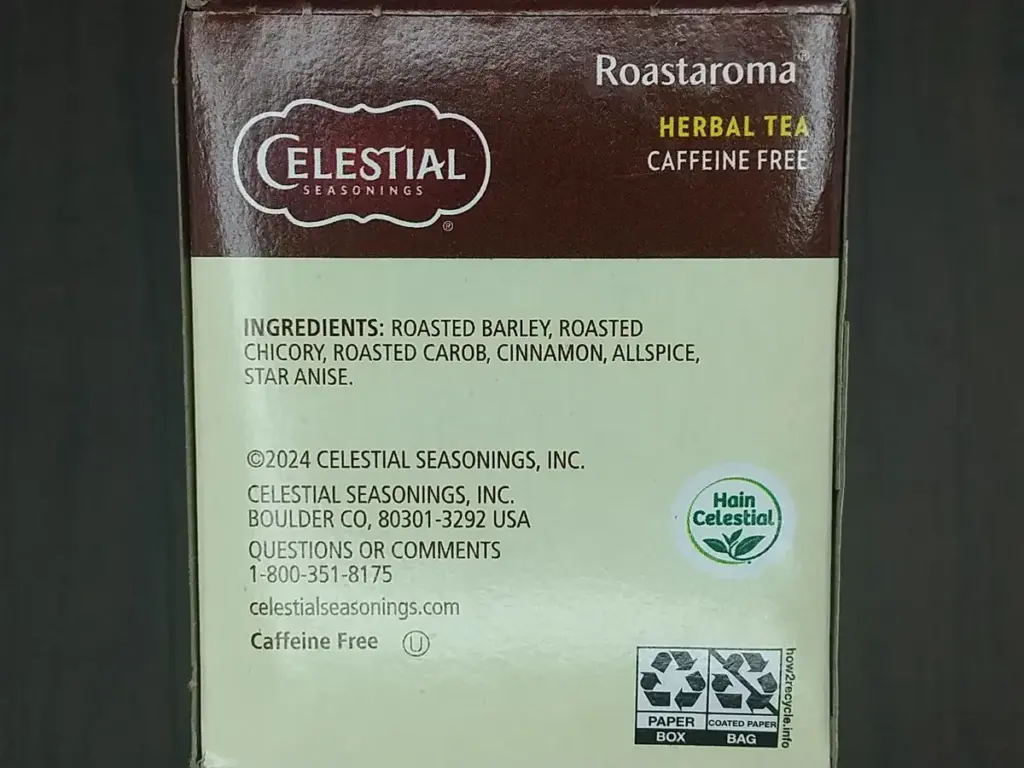 Roastaroma®
CELESTIAL
SEASONINGS
®
HERBAL TEA
CAFFEINE FREE
INGREDIENTS: ROASTED BARLEY, ROASTED
CHICORY, ROASTED CAROB, CINNAMON, ALLSPICE,
STAR ANISE.
©2024 CELESTIAL SEASONINGS, INC.
CELESTIAL SEASONINGS, INC.
BOULDER CO, 80301-3292 USA
QUESTIONS OR COMMENTS
1-800-351-8175
celestialseasonings.com
Caffeine Free U
Hain
Celestial
PAPER
BOX
COATED PAPER
BAG
how2recycle.info